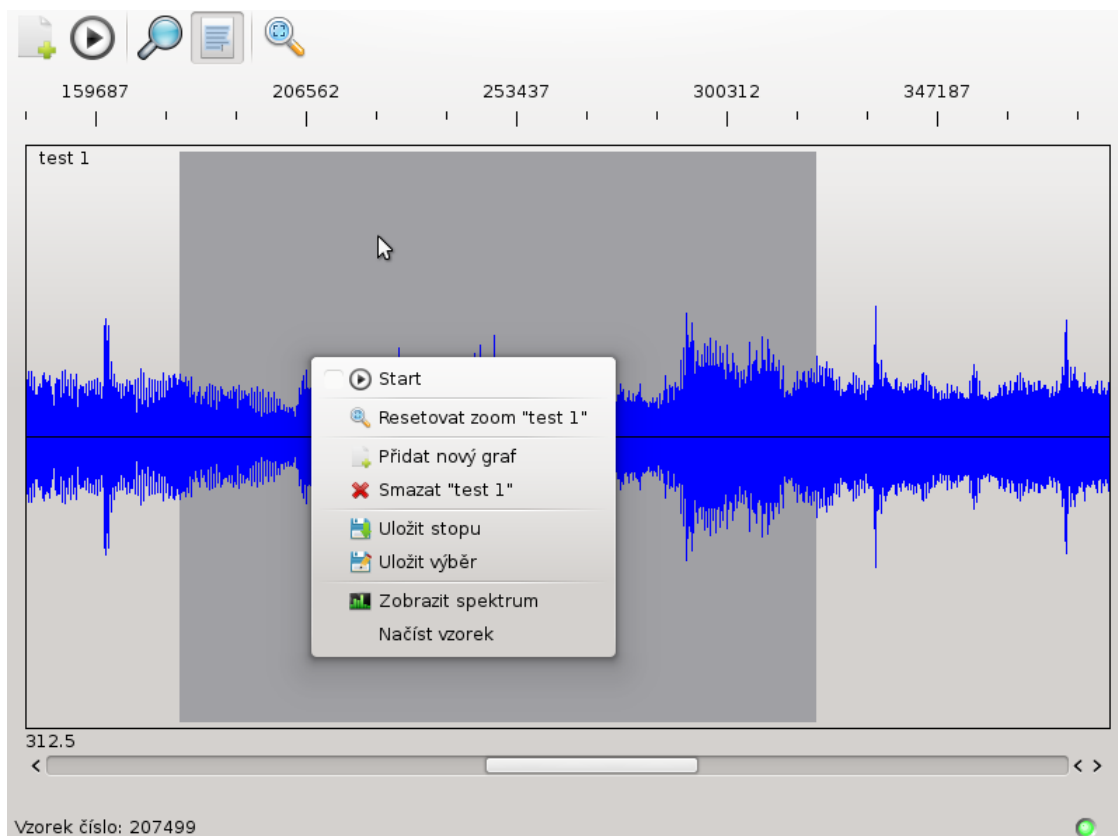 159687 206562 253437 300312 347187
test 1
Start
Resetovat zoom "test 1"
Přidat nový graf
Smazat "test 1"
Uložit stopu
Uložit výběr
Zobrazit spektrum
Načíst vzorek
312.5
Vzorek číslo: 207499